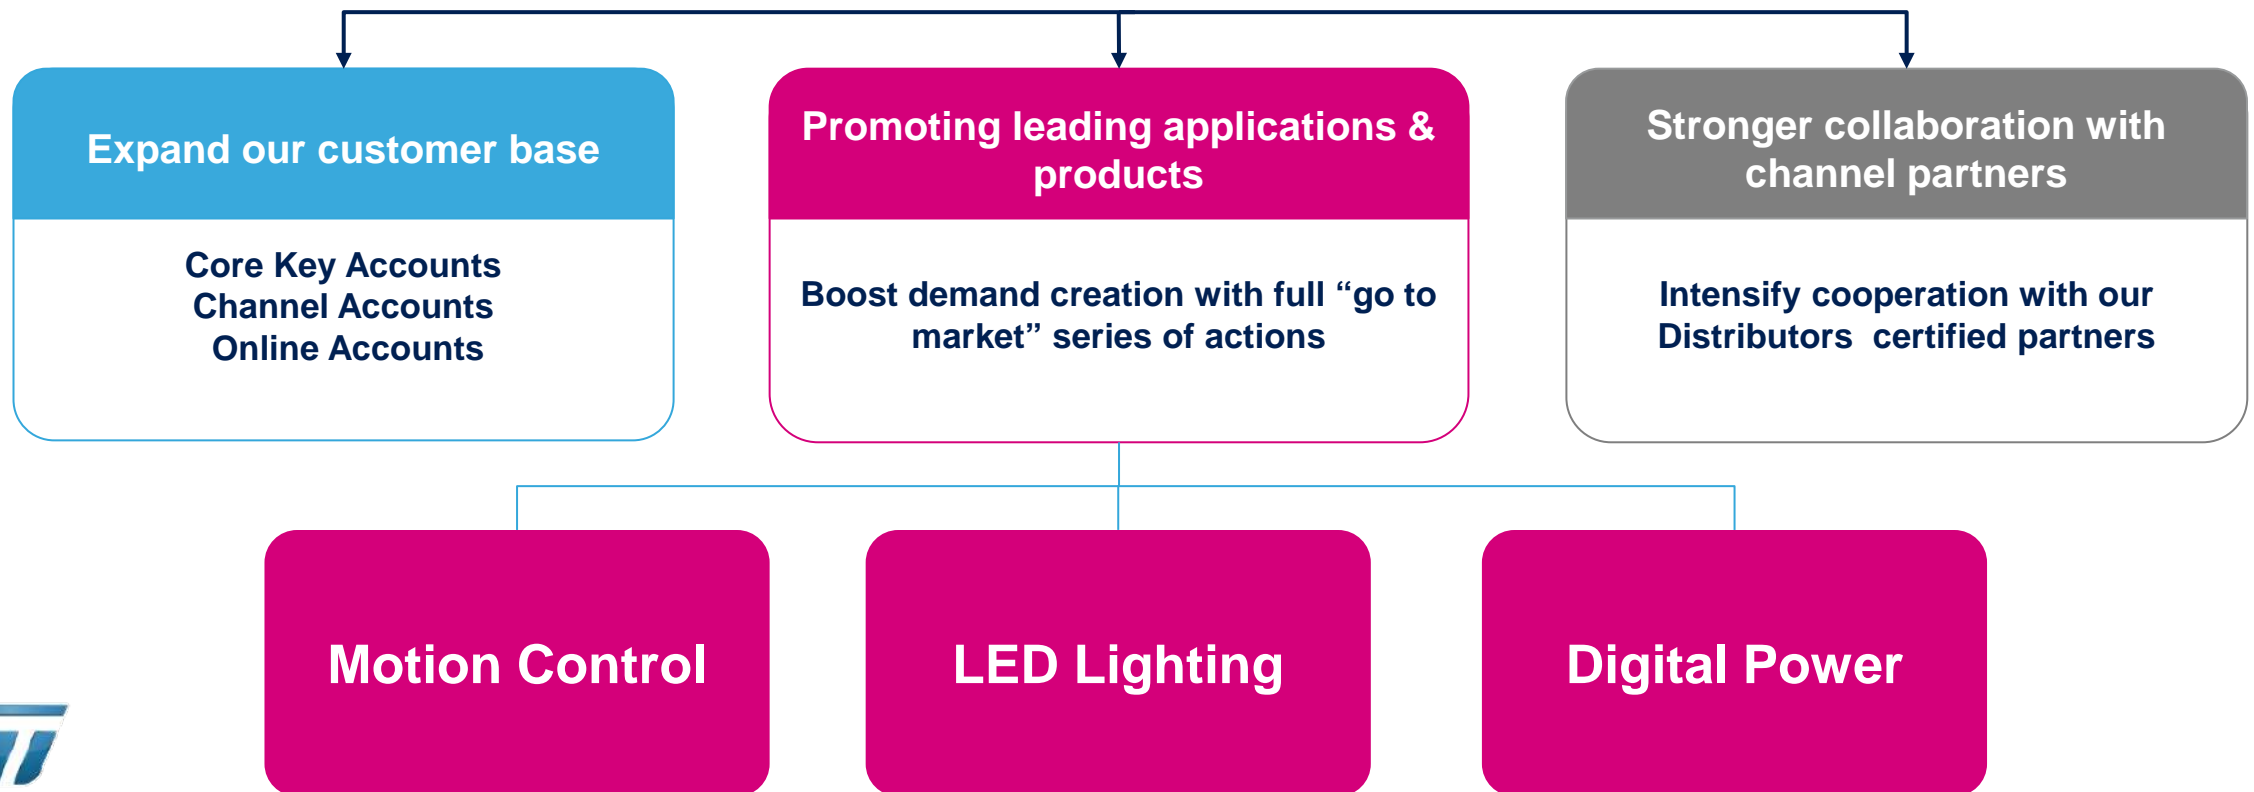 Expand our customer base
Promoting leading applications &
products
Stronger collaboration with
channel partners
Core Key Accounts
Channel Accounts
Online Accounts
Boost demand creation with full “go to
market” series of actions
Intensify cooperation with our
Distributors  certified partners
Motion Control
LED Lighting
Digital Power